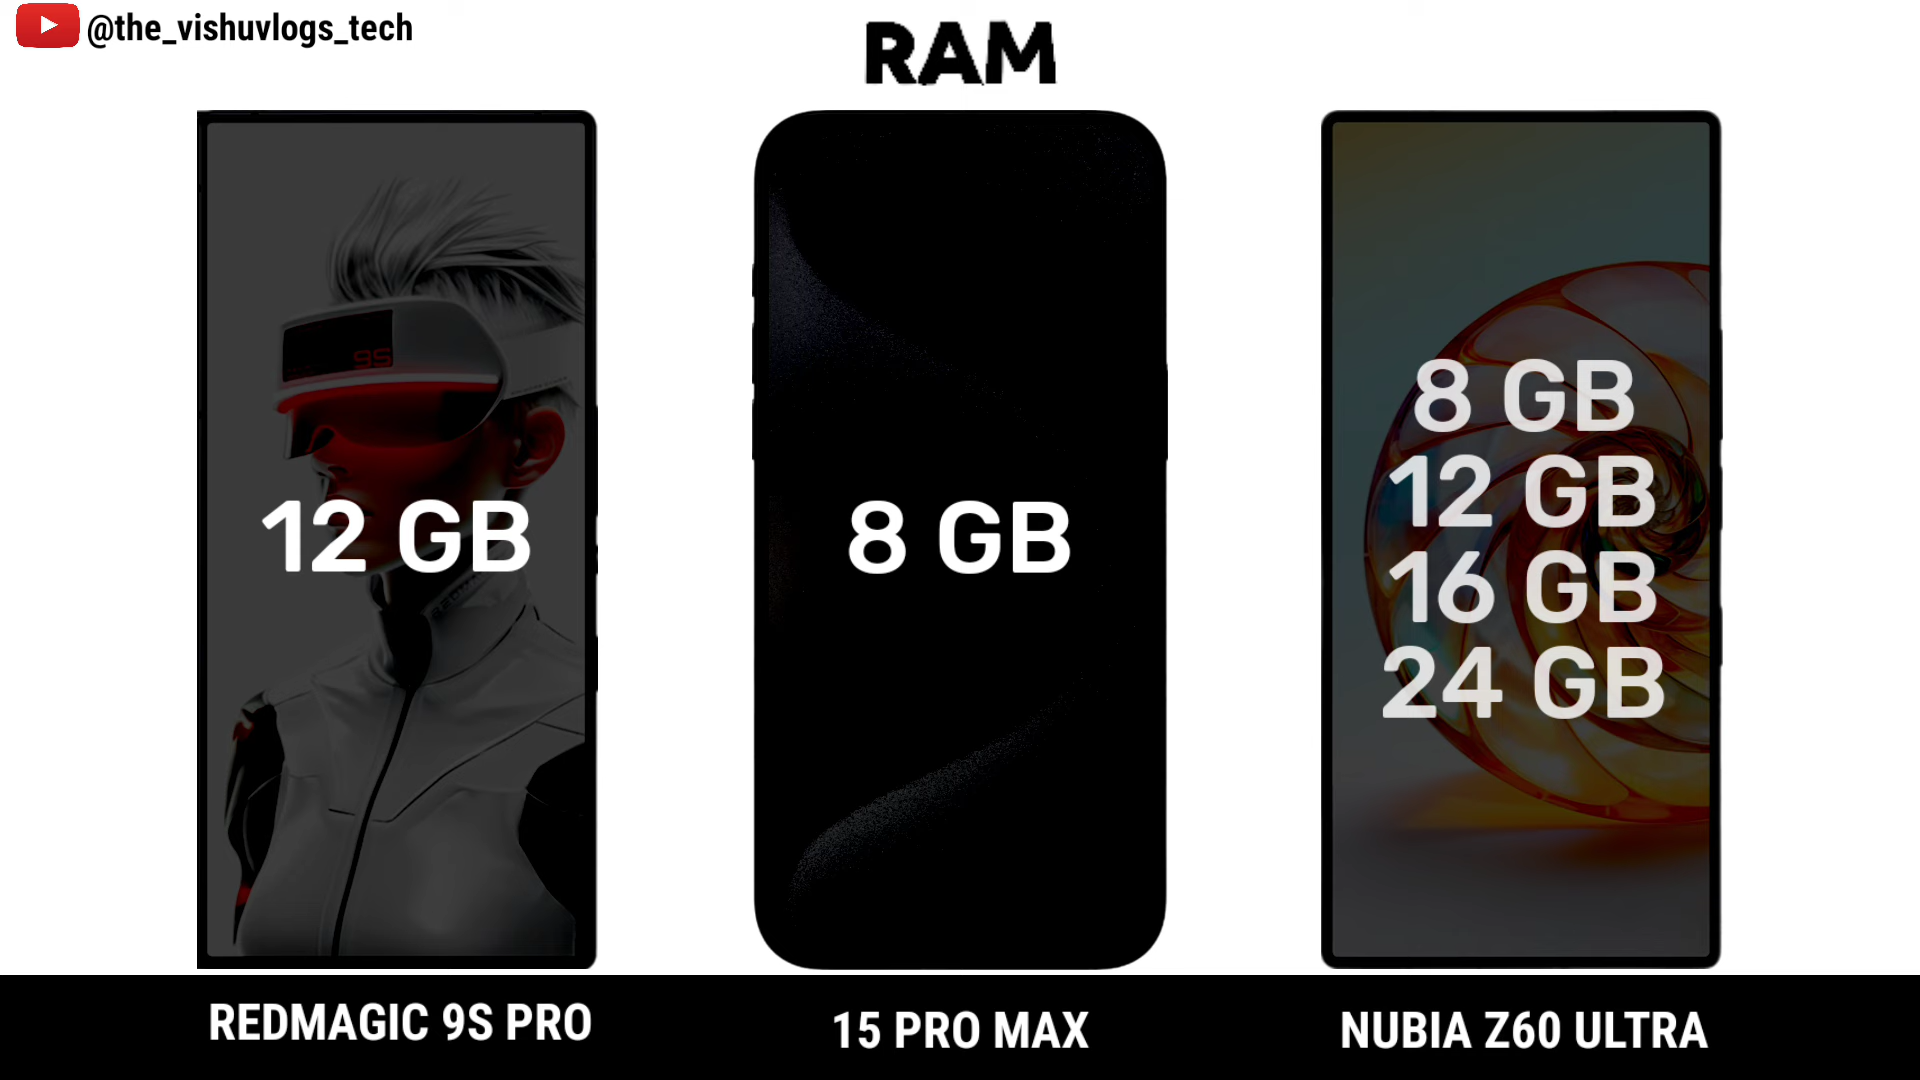 @the_vishuvlogs_tech
RAM
9S
12 GB
8 GB
8 GB
12 GB
16 GB
24 GB
REDMAGIC 9S PRO
15 PRO MAX
NUBIA Z60 ULTRA